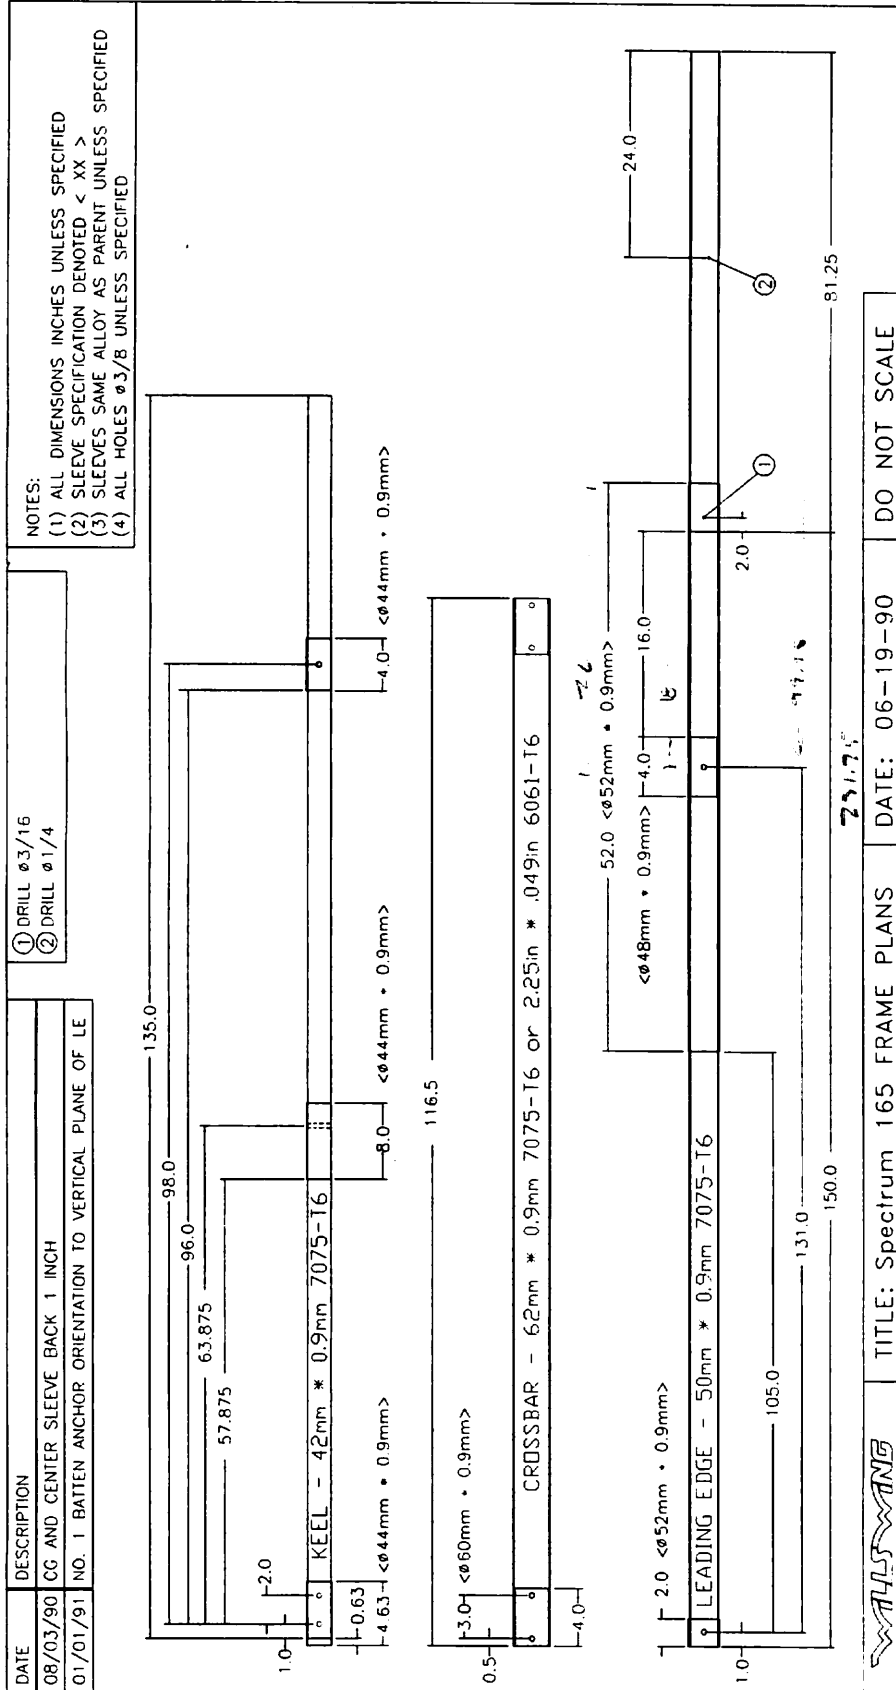 DATE DESCRIPTION
08/03/90 CG AND CENTER SLEEVE BACK 1 INCH
01/01/91 NO. 1 BATTEN ANCHOR ORIENTATION TO VERTICAL PLANE OF LE
① DRILL ø3/16
② DRILL ø1/4
NOTES:
(1) ALL DIMENSIONS INCHES UNLESS SPECIFIED
(2) SLEEVE SPECIFICATION DENOTED < XX >
(3) SLEEVES SAME ALLOY AS PARENT UNLESS SPECIFIED
(4) ALL HOLES ø3/8 UNLESS SPECIFIED
135.0
98.0
96.0
63.875
57.875
2.0
1.0
KEEL - 42mm * 0.9mm 7075-T6
0.63
4.63 <ø44mm * 0.9mm>
8.0 <ø44mm * 0.9mm>
4.0 <ø44mm * 0.9mm>
116.5
3.0 <ø60mm * 0.9mm>
0.5
CROSSBAR - 62mm * 0.9mm 7075-T6 or 2.25in * .049in 6061-T6
4.0
52.0 <ø52mm * 0.9mm>
<ø48mm * 0.9mm> 4.0 16.0
24.0
2.0 <ø52mm * 0.9mm>
LEADING EDGE - 50mm * 0.9mm 7075-T6
①
②
2.0
1.0
105.0
131.0
150.0
81.25
231.75
WILLS WING
TITLE: Spectrum 165 FRAME PLANS
DATE: 06-19-90
DO NOT SCALE